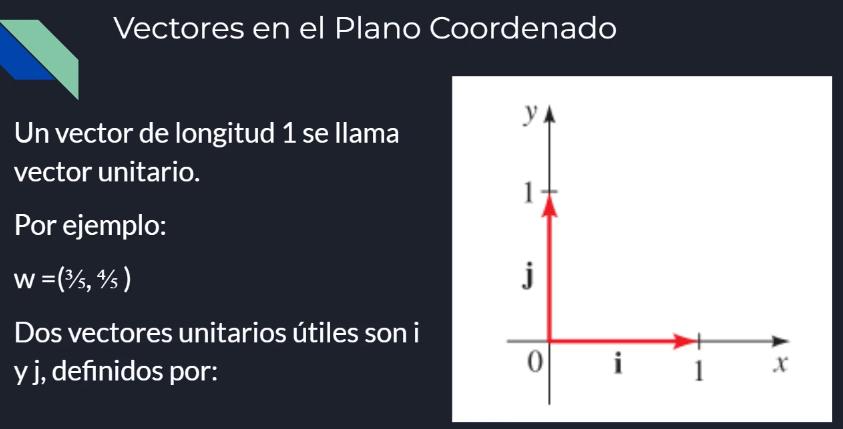 Vectores en el Plano Coordenado
Un vector de longitud 1 se llama
vector unitario.
Por ejemplo:
w =(⅗, ⅘ )
Dos vectores unitarios útiles son i
y j, definidos por:
y
1
j
0
i
1
x